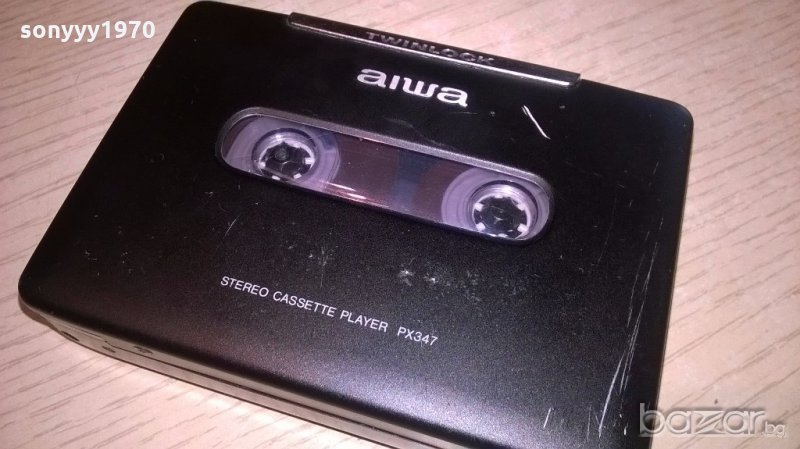 sonyyy1970
TWINLOCK
aiwa
STEREO CASSETTE PLAYER PX347
bazar.bg